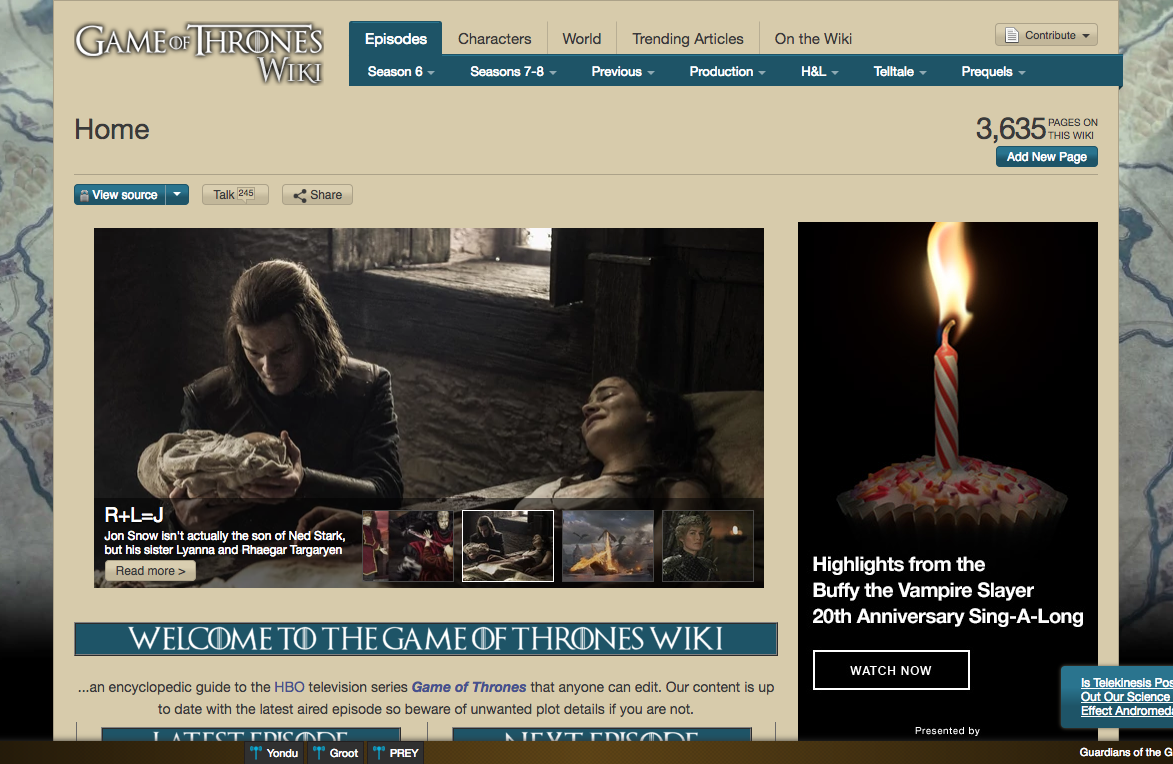 GAME OF THRONES
WIKI
Episodes
Characters
World
Trending Articles
On the Wiki
Contribute
Season 6
Seasons 7-8
Previous
Production
H&L
Telltale
Prequels
Home
3,635 PAGES ON
THIS WIKI
Add New Page
View source
Talk 245
Share
R+L=J
Jon Snow isn't actually the son of Ned Stark,
but his sister Lyanna and Rhaegar Targaryen
Read more >
Highlights from the
Buffy the Vampire Slayer
20th Anniversary Sing-A-Long
WATCH NOW
Presented by
WELCOME TO THE GAME OF THRONES WIKI
...an encyclopedic guide to the HBO television series Game of Thrones that anyone can edit. Our content is up
to date with the latest aired episode so beware of unwanted plot details if you are not.
LATEST EPISODE
NEXT EPISODE
Is Telekinesis Pos
Out Our Science
Effect Andromeda
Yondu
Groot
PREY
Guardians of the G